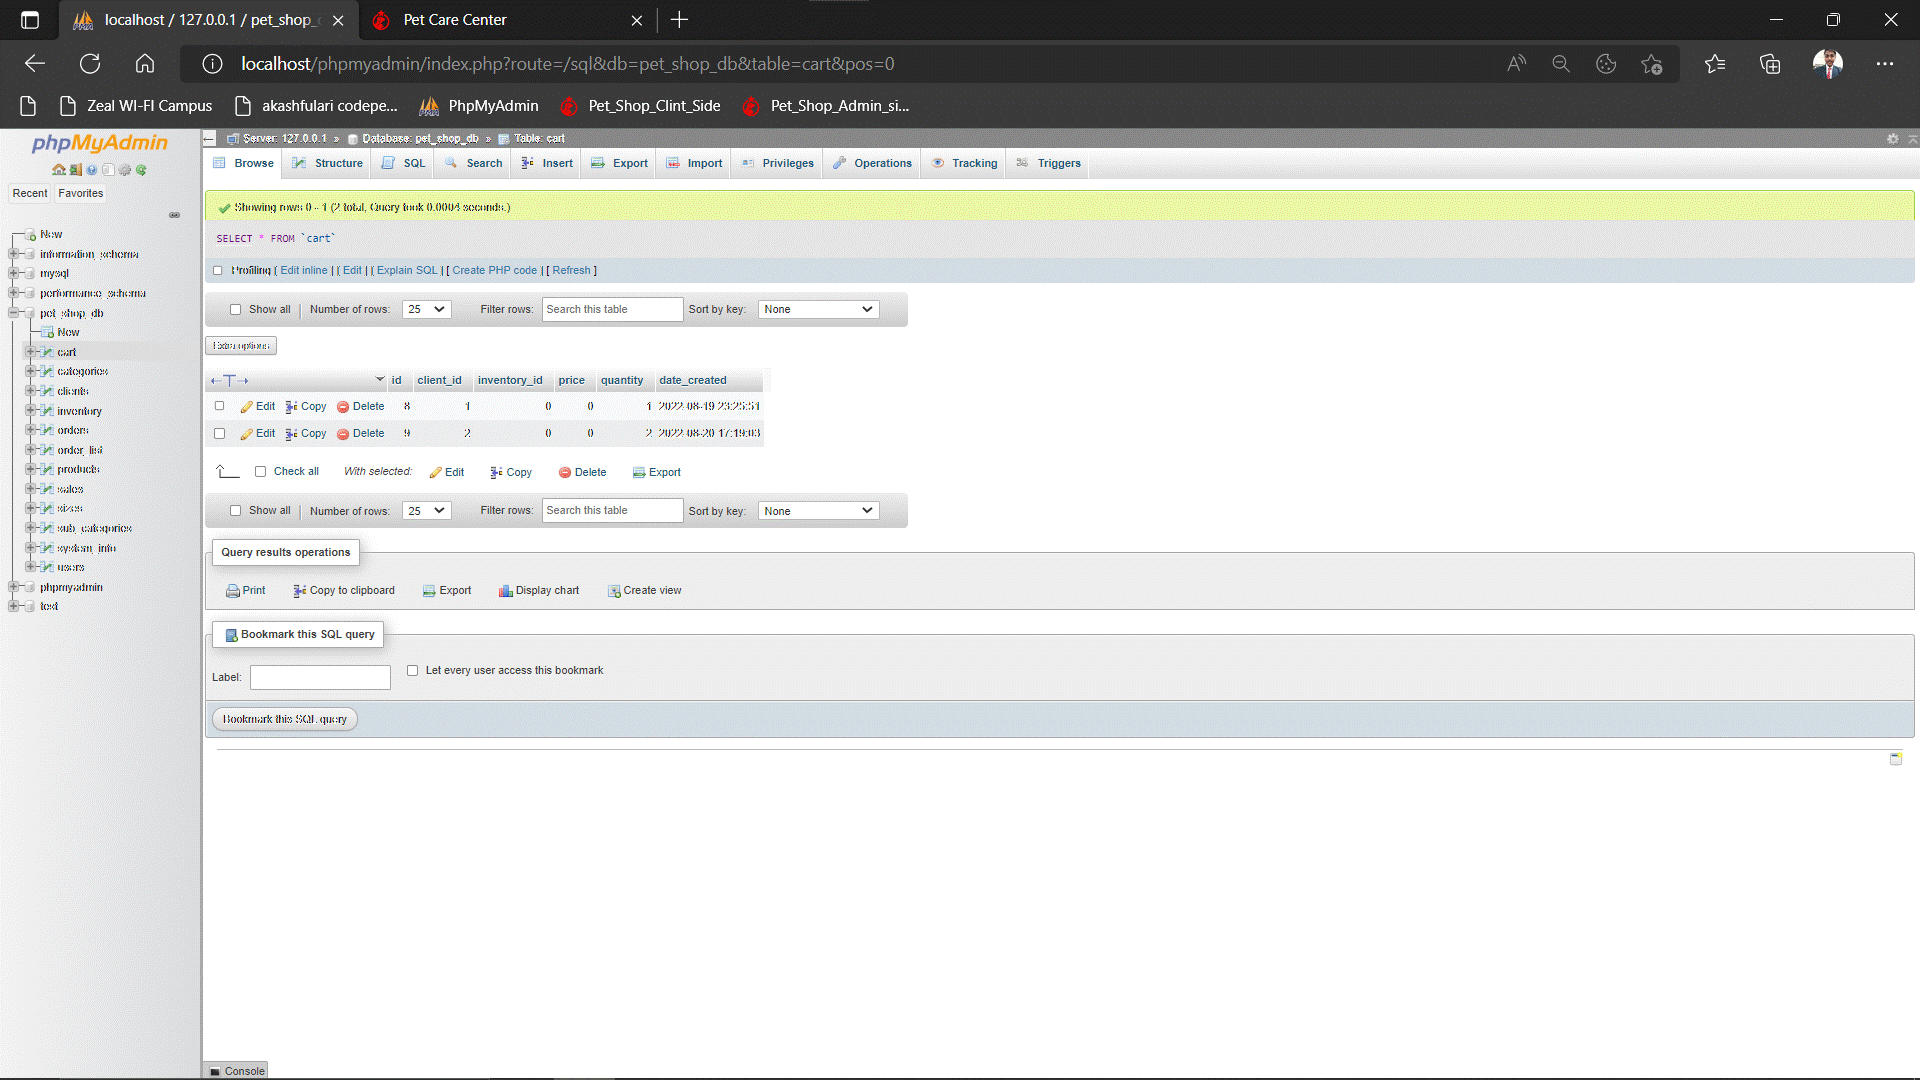 localhost / 127.0.0.1 / pet_shop_
Pet Care Center
localhost/phpmyadmin/index.php?route=/sql&db=pet_shop_db&table=cart&pos=0
Zeal WI-FI Campus
akashfulari codepe...
PhpMyAdmin
Pet_Shop_Clint_Side
Pet_Shop_Admin_si...
phpMyAdmin
Recent Favorites
New
information_schema
mysql
performance_schema
pet_shop_db
New
cart
categories
clients
inventory
orders
order_list
products
sales
sizes
sub_categories
system_info
users
phpmyadmin
test
Server: 127.0.0.1 » Database: pet_shop_db » Table: cart
Browse Structure SQL Search Insert Export Import Privileges Operations Tracking Triggers
Showing rows 0 - 1 (2 total, Query took 0.0004 seconds.)
SELECT * FROM `cart`
Profiling [ Edit inline ] [ Edit ] [ Explain SQL ] [ Create PHP code ] [ Refresh ]
Show all Number of rows: 25 Filter rows: Search this table Sort by key: None
Extra options
id client_id inventory_id price quantity date_created
Edit Copy Delete 8 1 0 0 1 2022-08-19 23:25:51
Edit Copy Delete 9 2 0 0 2 2022-08-20 17:19:03
Check all With selected: Edit Copy Delete Export
Show all Number of rows: 25 Filter rows: Search this table Sort by key: None
Query results operations
Print Copy to clipboard Export Display chart Create view
Bookmark this SQL query
Label: Let every user access this bookmark
Bookmark this SQL query
Console